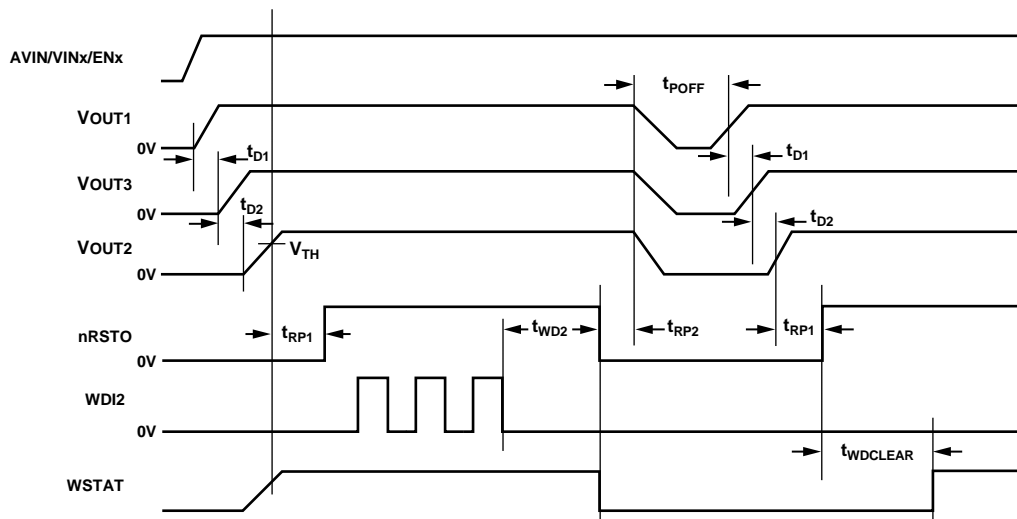 AVIN/VINx/ENx
tPOFF
VOUT1
0V
tD1
tD1
VOUT3
0V
tD2
tD2
VOUT2
0V
VTH
nRSTO
0V
tRP1
tWD2
tRP2
tRP1
WDI2
0V
tWDCLEAR
WSTAT